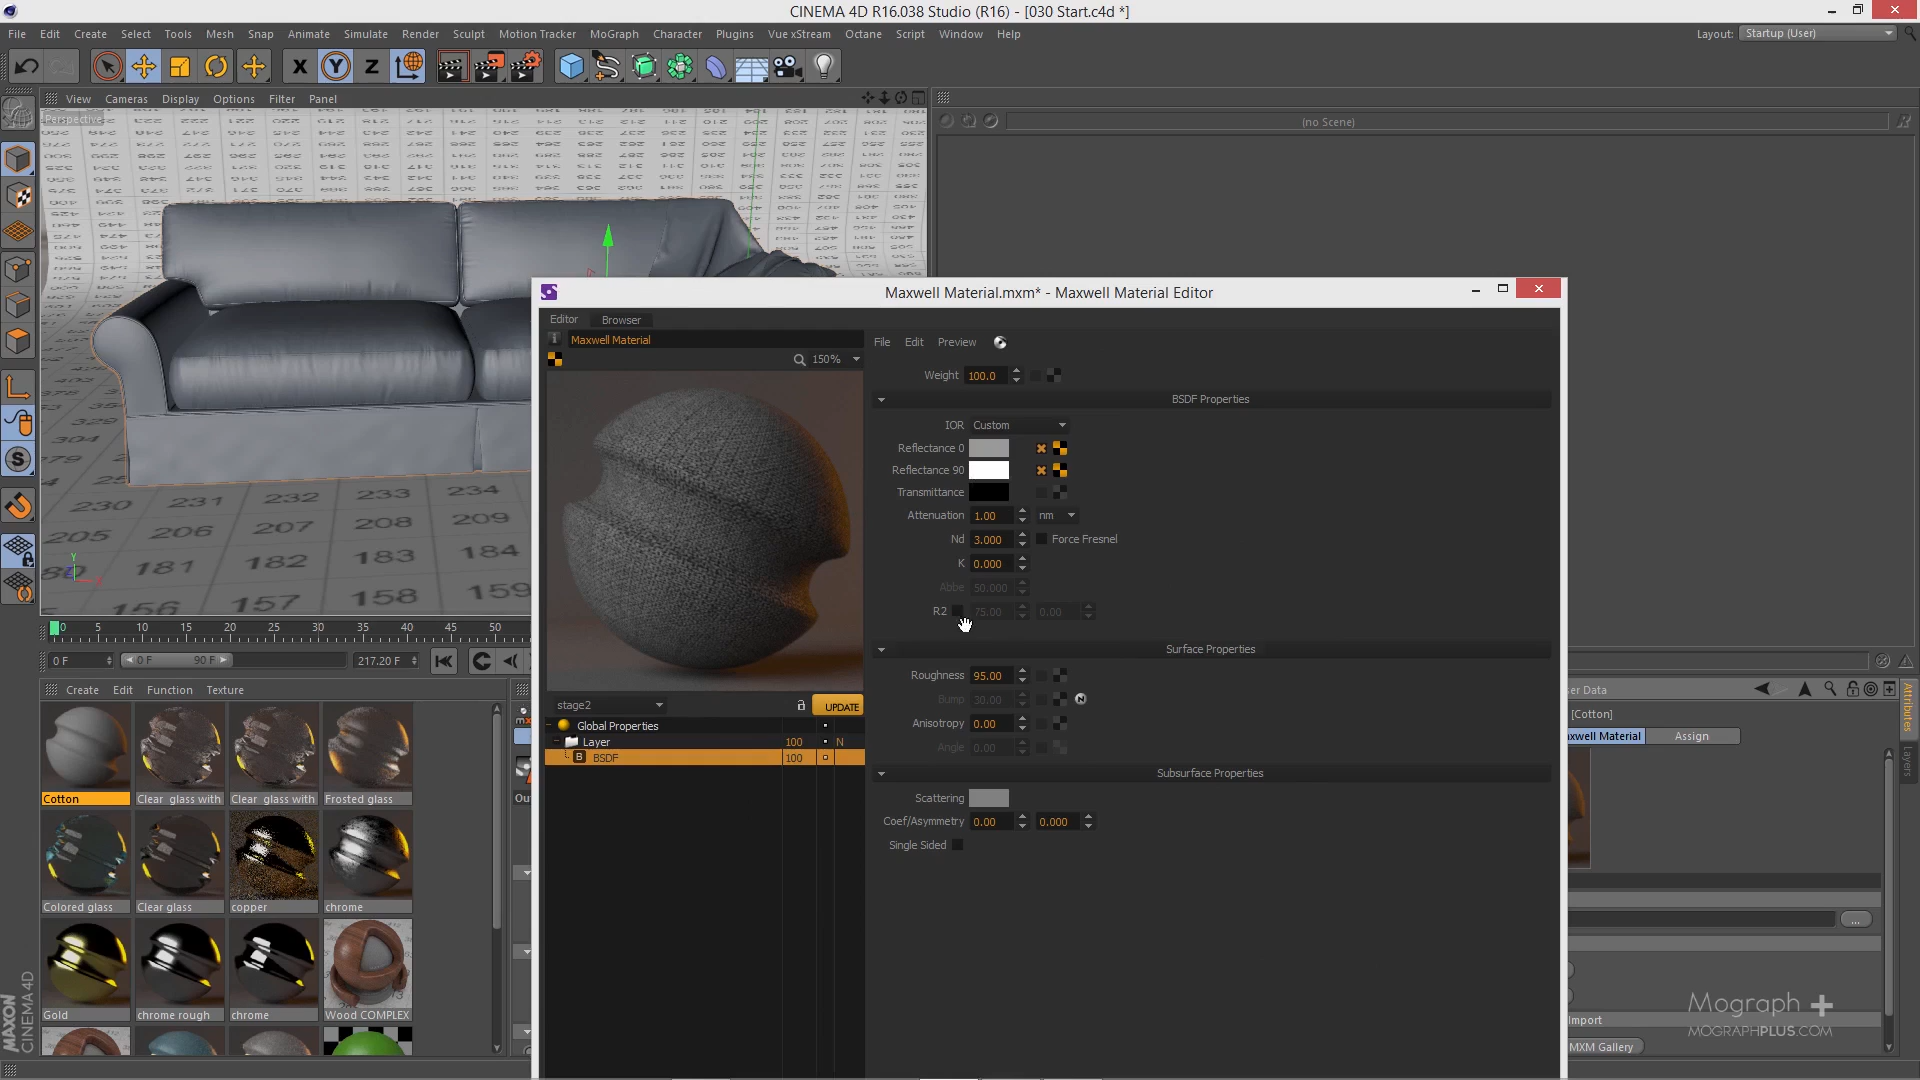 CINEMA 4D R16.038 Studio (R16) - [030 Start.c4d *]
File Edit Create Select Tools Mesh Snap Animate Simulate Render Sculpt Motion Tracker MoGraph Character Plugins Vue xStream Octane Script Window Help
Layout: Startup (User)
X Y Z
View Cameras Display Options Filter Panel
Perspective
(no Scene)
Maxwell Material.mxm* - Maxwell Material Editor
Editor Browser
Maxwell Material
150%
File Edit Preview
Weight 100.0
BSDF Properties
IOR Custom
Reflectance 0
Reflectance 90
Transmittance
Attenuation 1.00 nm
Nd 3.000 Force Fresnel
K 0.000
Abbe 50.000
R2 75.00 0.00
Surface Properties
Roughness 95.00
Bump 30.00 N
Anisotropy 0.00
Angle 0.00
Subsurface Properties
Scattering
Coef/Asymmetry 0.00 0.000
Single Sided
stage2 UPDATE
Global Properties
Layer 100 N
B BSDF 100
230 231 232 233 234
205 206 207 208 209
181 182 183 184
156 157 158 159
304 279
0 5 10 15 20 25 30 35 40 45 50
0 F 0 F 90 F 217.20 F
Create Edit Function Texture
Cotton
Clear glass with
Clear glass with
Frosted glass
Colored glass
Clear glass
copper
chrome
Gold
chrome rough
chrome
Wood COMPLEX
ser Data
[Cotton]
xwell Material Assign
Attributes
Layers
...
Import
MXM Gallery
MAXON
CINEMA 4D
Mograph +
MOGRAPHPLUS.COM